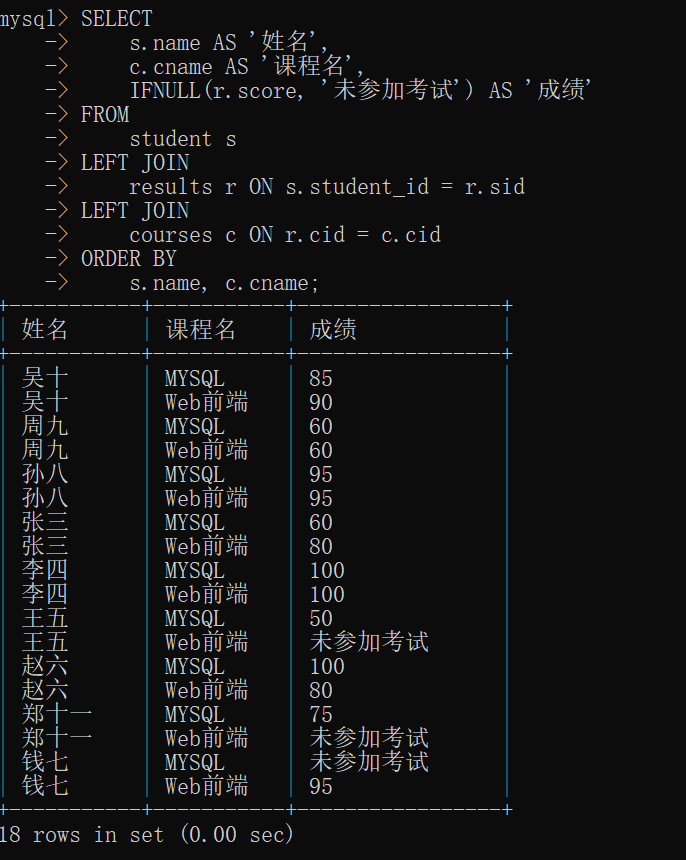 mysql> SELECT
    ->     s.name AS '姓名',
    ->     c.cname AS '课程名',
    ->     IFNULL(r.score, '未参加考试') AS '成绩'
    -> FROM
    ->     student s
    -> LEFT JOIN
    ->     results r ON s.student_id = r.sid
    -> LEFT JOIN
    ->     courses c ON r.cid = c.cid
    -> ORDER BY
    ->     s.name, c.cname;
+-----------+-----------+-----------------+
| 姓名 | 课程名 | 成绩 |
+-----------+-----------+-----------------+
| 吴十 | MYSQL | 85 |
| 吴十 | Web前端 | 90 |
| 周九 | MYSQL | 60 |
| 周九 | Web前端 | 60 |
| 孙八 | MYSQL | 95 |
| 孙八 | Web前端 | 95 |
| 张三 | MYSQL | 60 |
| 张三 | Web前端 | 80 |
| 李四 | MYSQL | 100 |
| 李四 | Web前端 | 100 |
| 王五 | MYSQL | 50 |
| 王五 | Web前端 | 未参加考试 |
| 赵六 | MYSQL | 100 |
| 赵六 | Web前端 | 80 |
| 郑十一 | MYSQL | 75 |
| 郑十一 | Web前端 | 未参加考试 |
| 钱七 | MYSQL | 未参加考试 |
| 钱七 | Web前端 | 95 |
+-----------+-----------+-----------------+
18 rows in set (0.00 sec)